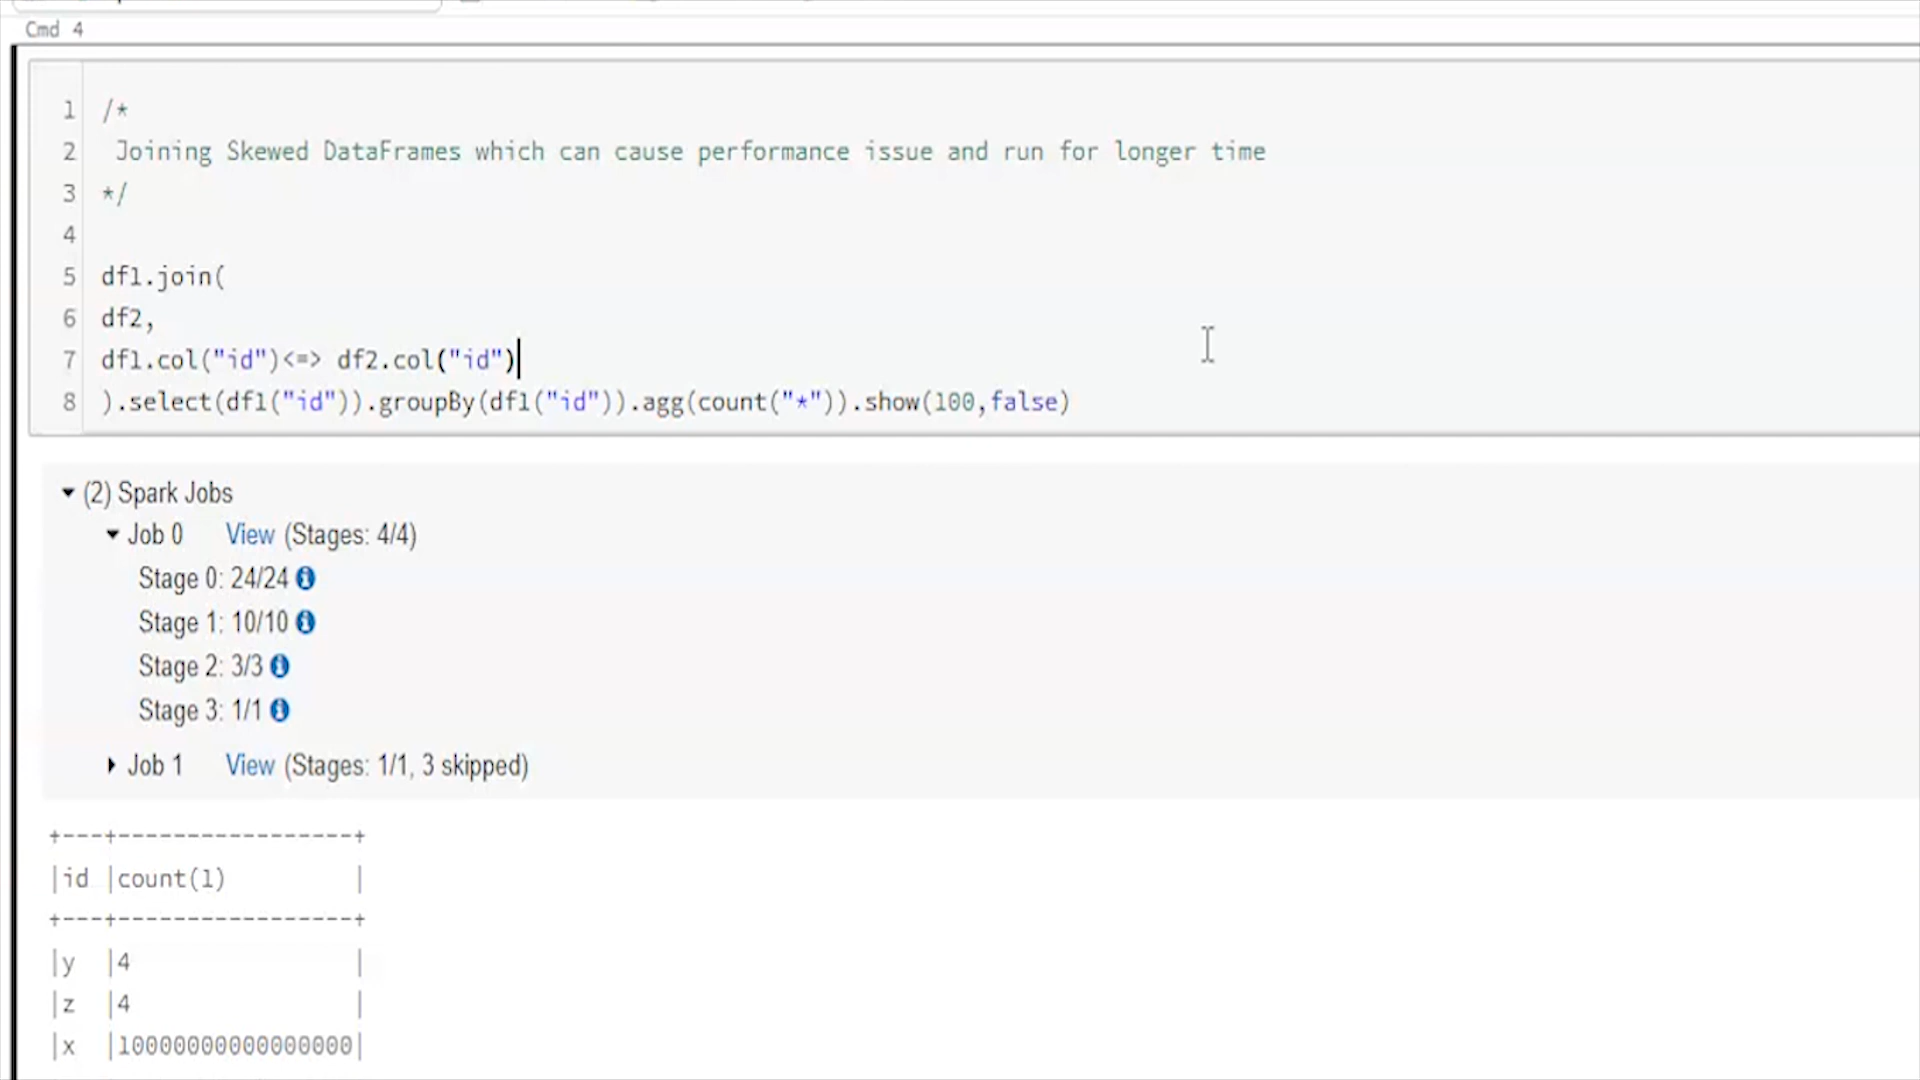 Cmd 4
1 /*
2  Joining Skewed DataFrames which can cause performance issue and run for longer time
3 */
4
5 df1.join(
6 df2,
7 df1.col("id")<=> df2.col("id")
8 ).select(df1("id")).groupBy(df1("id")).agg(count("*")).show(100,false)
(2) Spark Jobs
Job 0 View (Stages: 4/4)
Stage 0: 24/24
Stage 1: 10/10
Stage 2: 3/3
Stage 3: 1/1
Job 1 View (Stages: 1/1, 3 skipped)
+---+-----------------+
|id |count(1)         |
+---+-----------------+
|y  |4                |
|z  |4                |
|x  |10000000000000000|